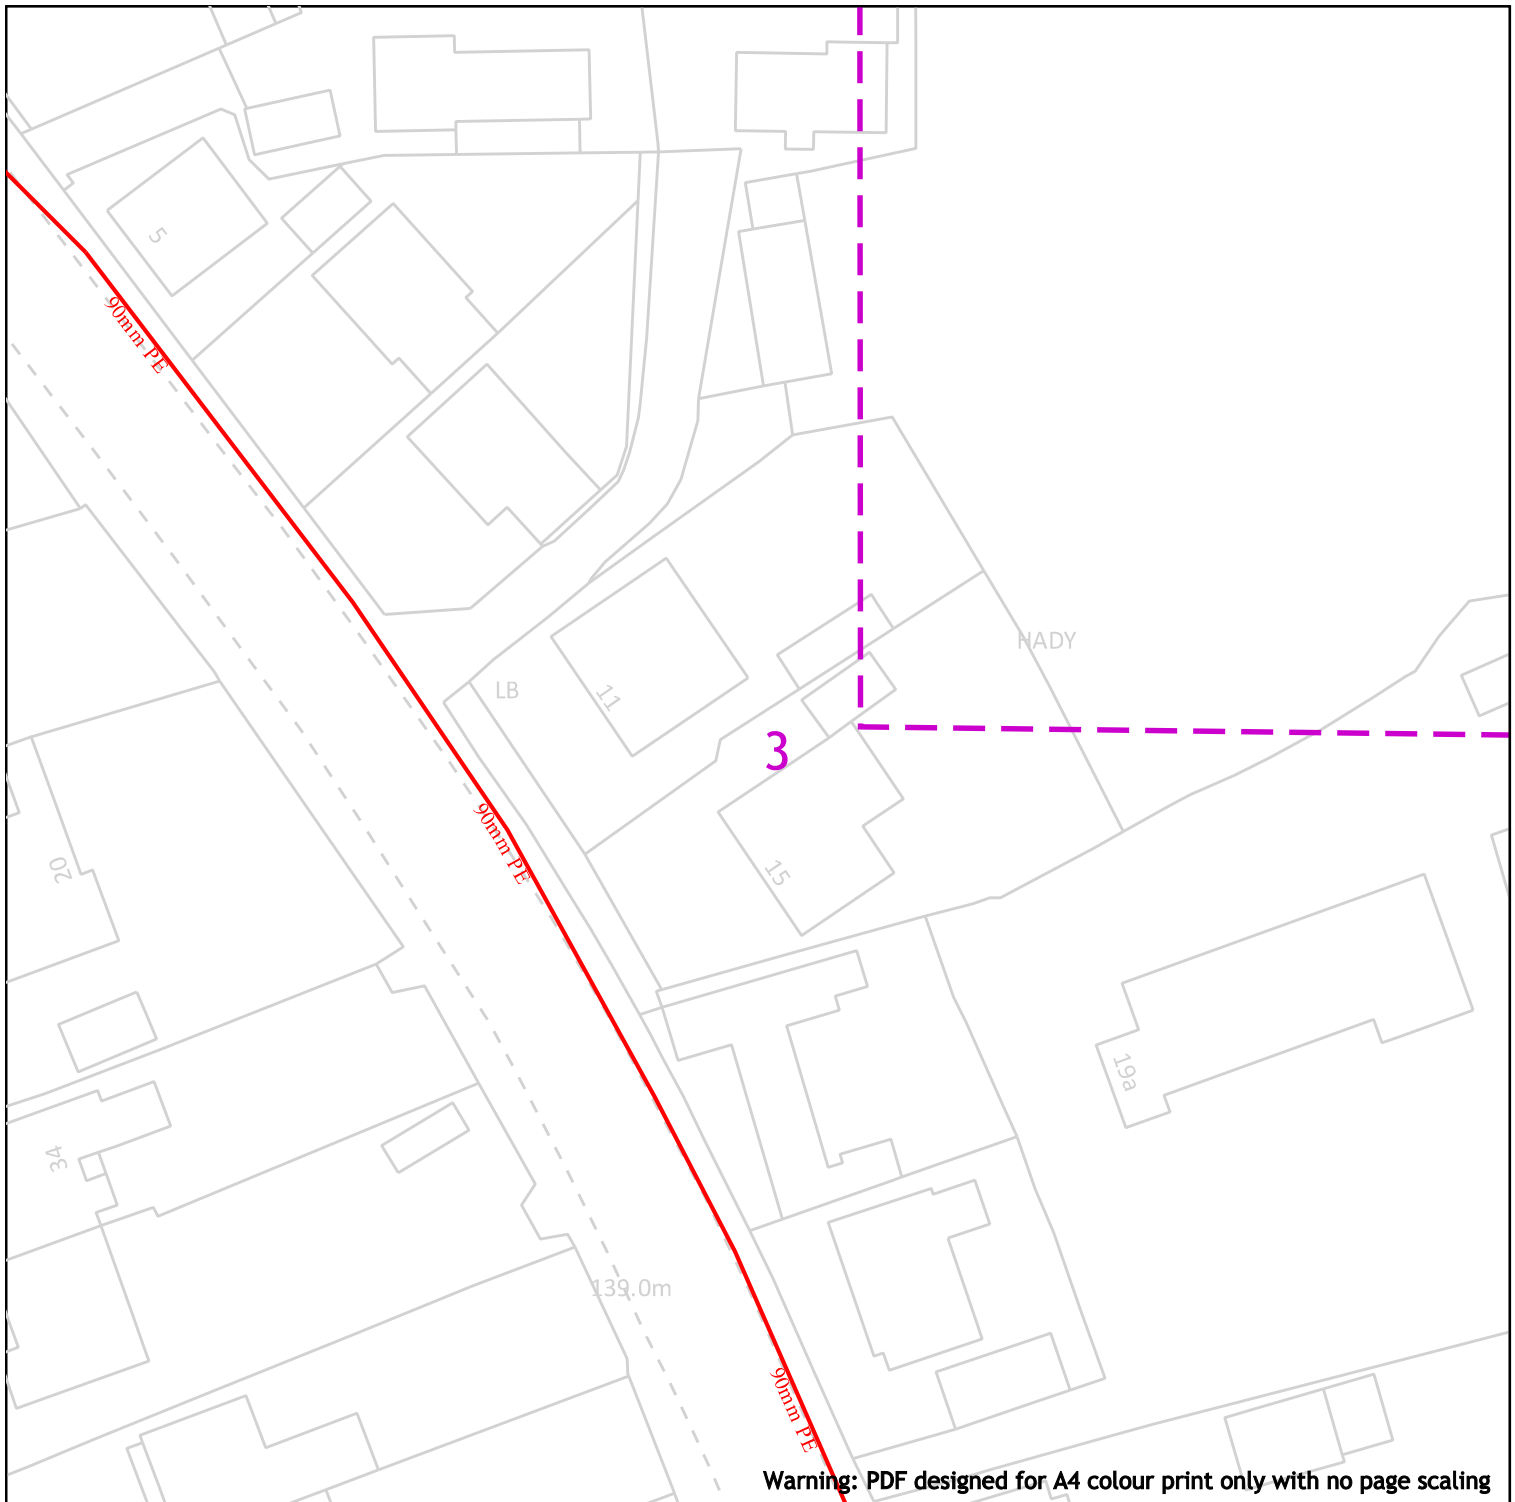 5
90mm PE
HADY
LB
11
3
90mm PE
20
15
19a
34
139.0m
90mm PE
Warning: PDF designed for A4 colour print only with no page scaling